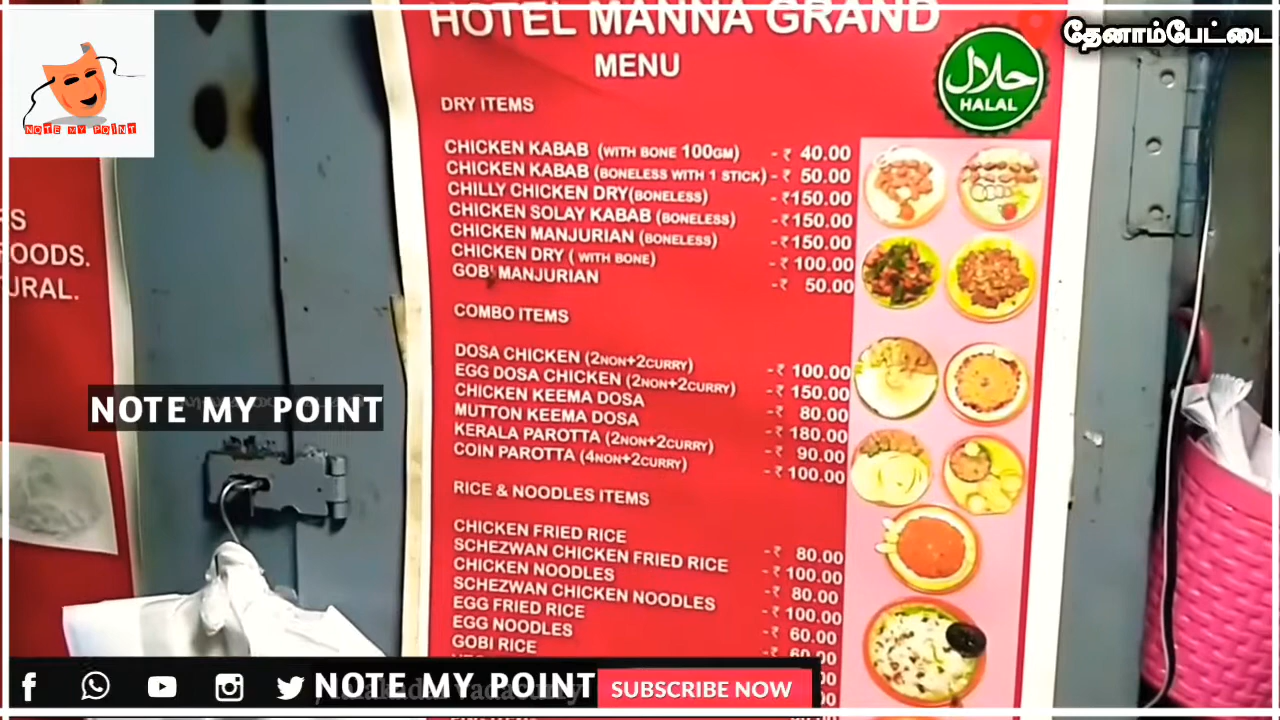 HOTEL MANNA GRAND
தேனாம்பேட்டை
MENU
حلال
HALAL
NOTE MY POINT
DRY ITEMS
CHICKEN KABAB (WITH BONE 100GM) - ₹ 40.00
CHICKEN KABAB (BONELESS WITH 1 STICK) - ₹ 50.00
CHILLY CHICKEN DRY(BONELESS) - ₹150.00
CHICKEN SOLAY KABAB (BONELESS) - ₹150.00
CHICKEN MANJURIAN (BONELESS) - ₹150.00
CHICKEN DRY ( WITH BONE) - ₹ 100.00
GOBI MANJURIAN - ₹ 50.00
S
OODS.
URAL.
COMBO ITEMS
DOSA CHICKEN (2NON+2CURRY) - ₹ 100.00
EGG DOSA CHICKEN (2NON+2CURRY) - ₹ 150.00
CHICKEN KEEMA DOSA - ₹ 80.00
MUTTON KEEMA DOSA - ₹ 180.00
KERALA PAROTTA (2NON+2CURRY) - ₹ 90.00
COIN PAROTTA (4NON+2CURRY) - ₹ 100.00
NOTE MY POINT
RICE & NOODLES ITEMS
CHICKEN FRIED RICE - ₹ 80.00
SCHEZWAN CHICKEN FRIED RICE - ₹ 100.00
CHICKEN NOODLES - ₹ 80.00
SCHEZWAN CHICKEN NOODLES - ₹ 100.00
EGG FRIED RICE - ₹ 60.00
EGG NOODLES - ₹ 60.00
GOBI RICE
NOTE MY POINT
SUBSCRIBE NOW